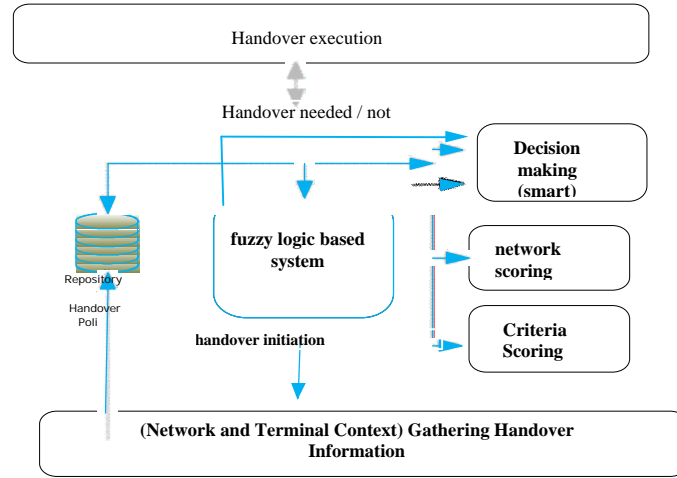 Handover execution
Handover needed / not
Decision
making
(smart)
fuzzy logic based
system
network
scoring
Repository
Handover
Poli
Criteria
Scoring
handover initiation
(Network and Terminal Context) Gathering Handover
Information